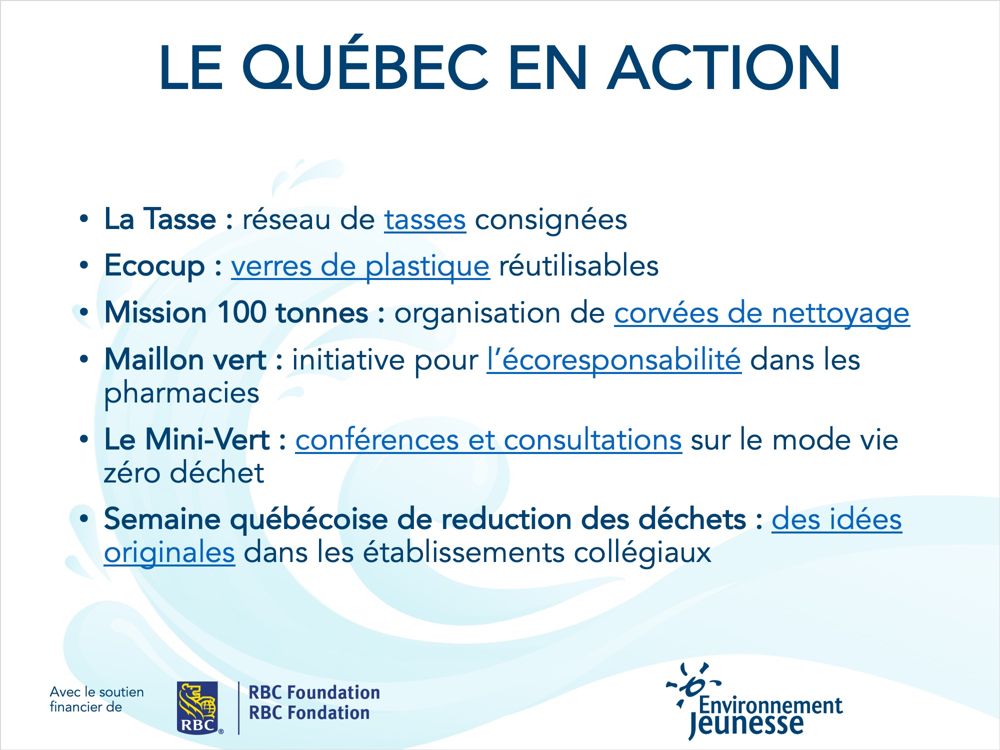 LE QUÉBEC EN ACTION
• La Tasse : réseau de tasses consignées
• Ecocup : verres de plastique réutilisables
• Mission 100 tonnes : organisation de corvées de nettoyage
• Maillon vert : initiative pour l’écoresponsabilité dans les
pharmacies
• Le Mini-Vert : conférences et consultations sur le mode vie
zéro déchet
• Semaine québécoise de reduction des déchets : des idées
originales dans les établissements collégiaux
Avec le soutien
financier de
RBC®
RBC Foundation
RBC Fondation
Environnement
Jeunesse